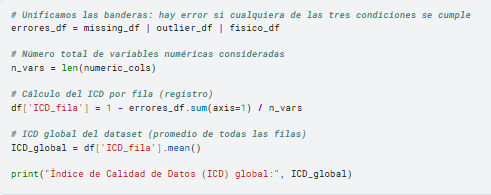 # Unificamos las banderas: hay error si cualquiera de las tres condiciones se cumple
errores_df = missing_df | outlier_df | fisico_df
# Número total de variables numéricas consideradas
n_vars = len(numeric_cols)
# Cálculo del ICD por fila (registro)
df['ICD_fila'] = 1 - errores_df.sum(axis=1) / n_vars
# ICD global del dataset (promedio de todas las filas)
ICD_global = df['ICD_fila'].mean()
print("Índice de Calidad de Datos (ICD) global:", ICD_global)